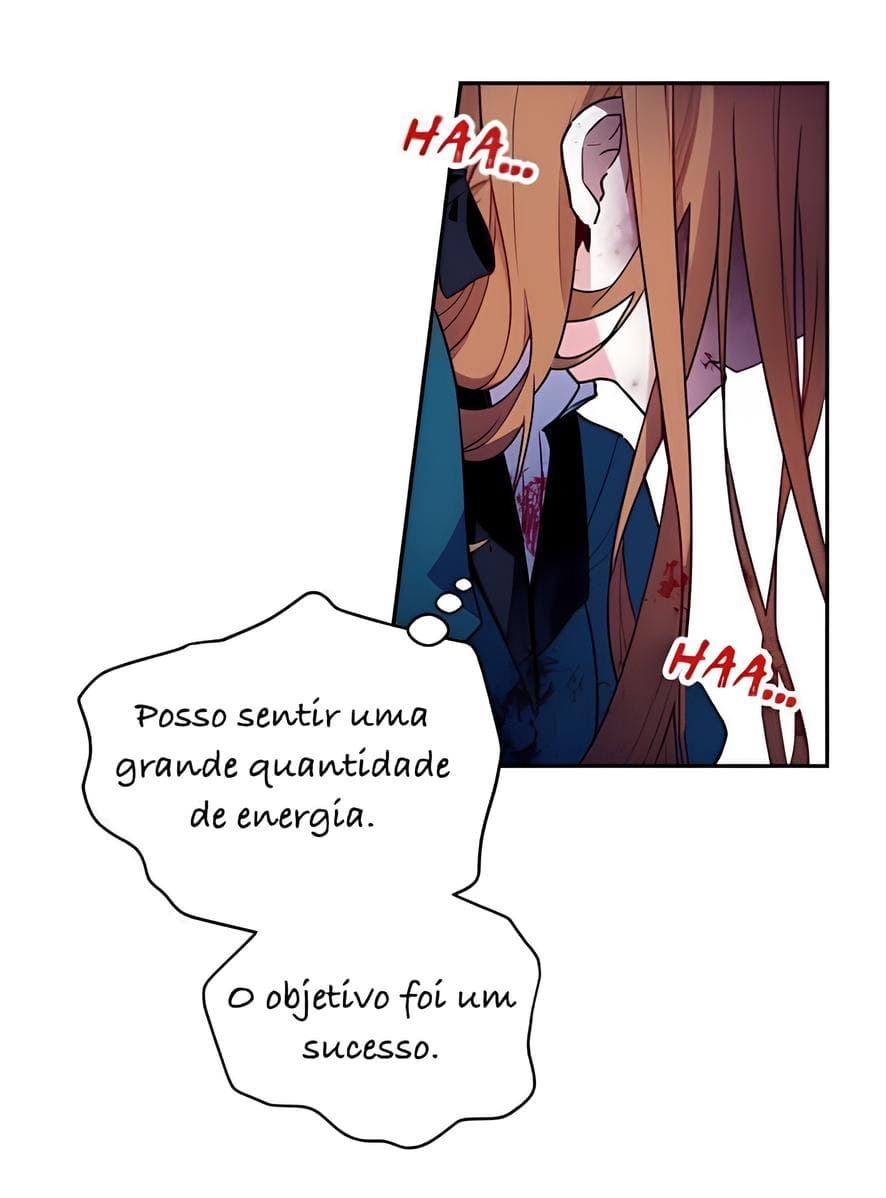 HAA...
HAA...
Posso sentir uma
grande quantidade
de energia.
O objetivo foi um
sucesso.